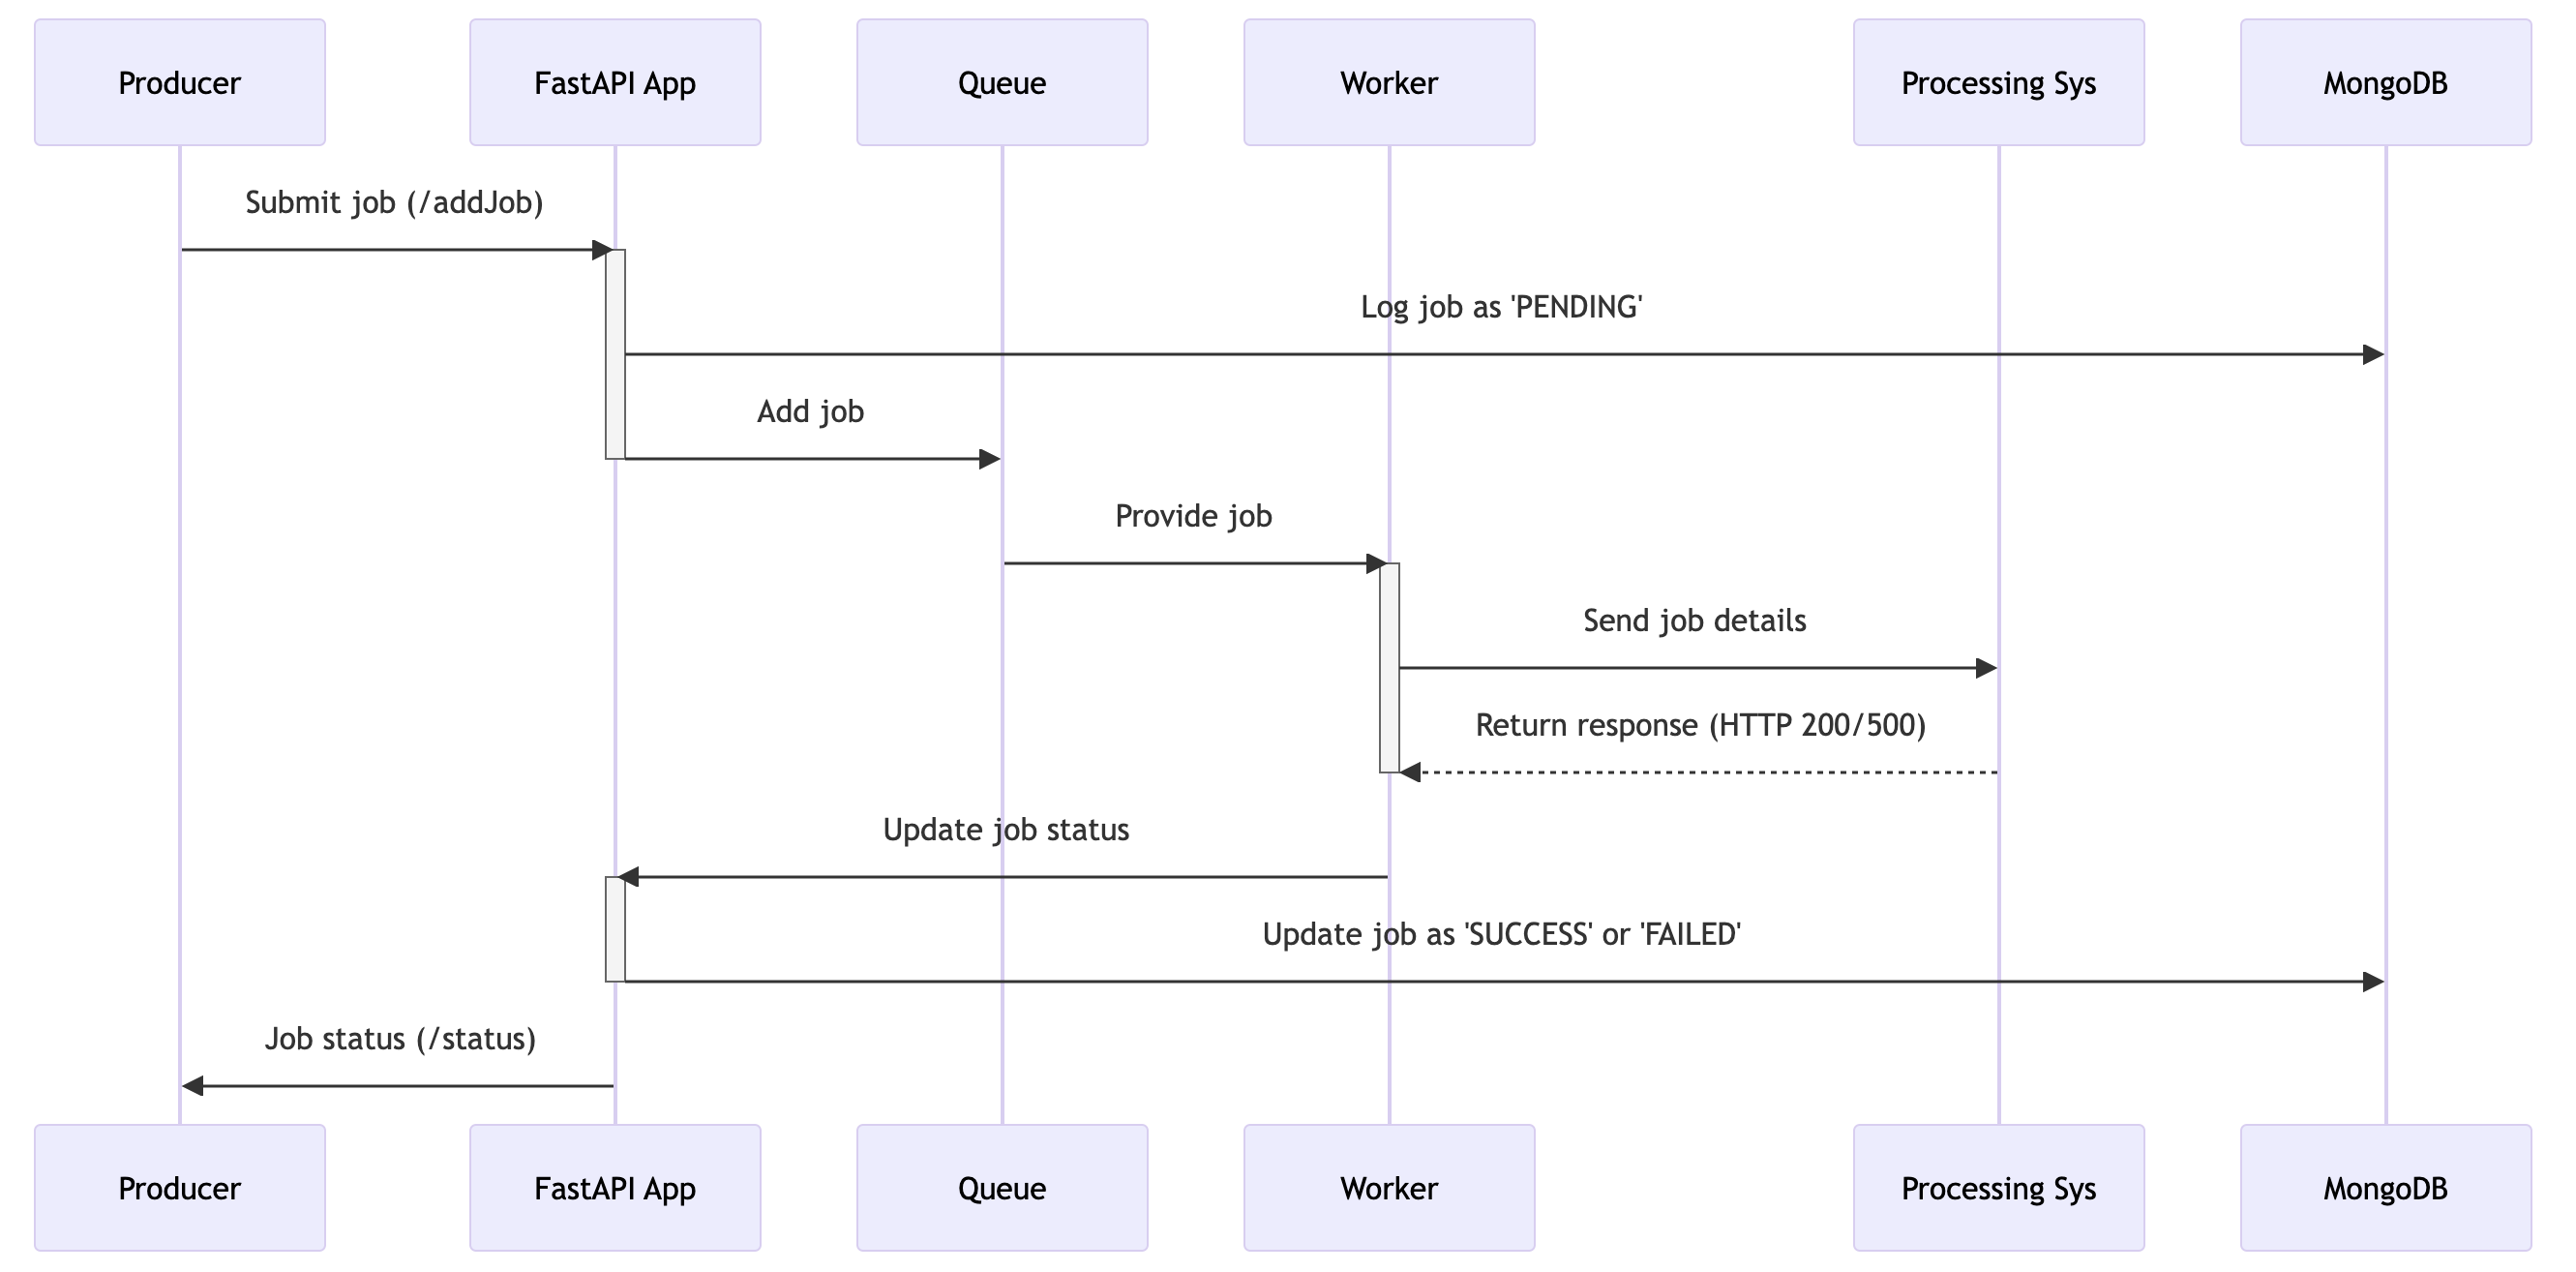 Producer
FastAPI App
Queue
Worker
Processing Sys
MongoDB
Submit job (/addJob)
Log job as 'PENDING'
Add job
Provide job
Send job details
Return response (HTTP 200/500)
Update job status
Update job as 'SUCCESS' or 'FAILED'
Job status (/status)
Producer
FastAPI App
Queue
Worker
Processing Sys
MongoDB